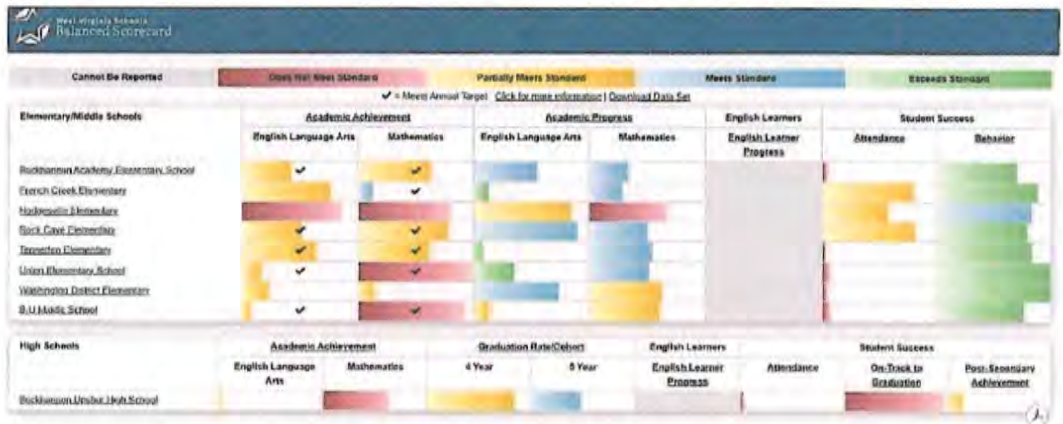 West Virginia Schools
Balanced Scorecard
Cannot Be Reported Does Not Meet Standard Partially Meets Standard Meets Standard Exceeds Standard
✔ = Meets Annual Target Click for more information | Download Data Set
Elementary/Middle Schools Academic Achievement Academic Progress English Learners Student Success
English Language Arts Mathematics English Language Arts Mathematics English Learner Progress Attendance Behavior
Buckhannon Academy Elementary School ✔ ✔
French Creek Elementary ✔
Hodgesville Elementary
Rock Cave Elementary ✔ ✔
Tennerton Elementary ✔ ✔
Union Elementary School ✔ ✔
Washington District Elementary
B-U Middle School ✔ ✔
High Schools Academic Achievement Graduation Rate/Cohort English Learners Student Success
English Language Arts Mathematics 4 Year 5 Year English Learner Progress Attendance On-Track to Graduation Post-Secondary Achievement
Buckhannon Upshur High School